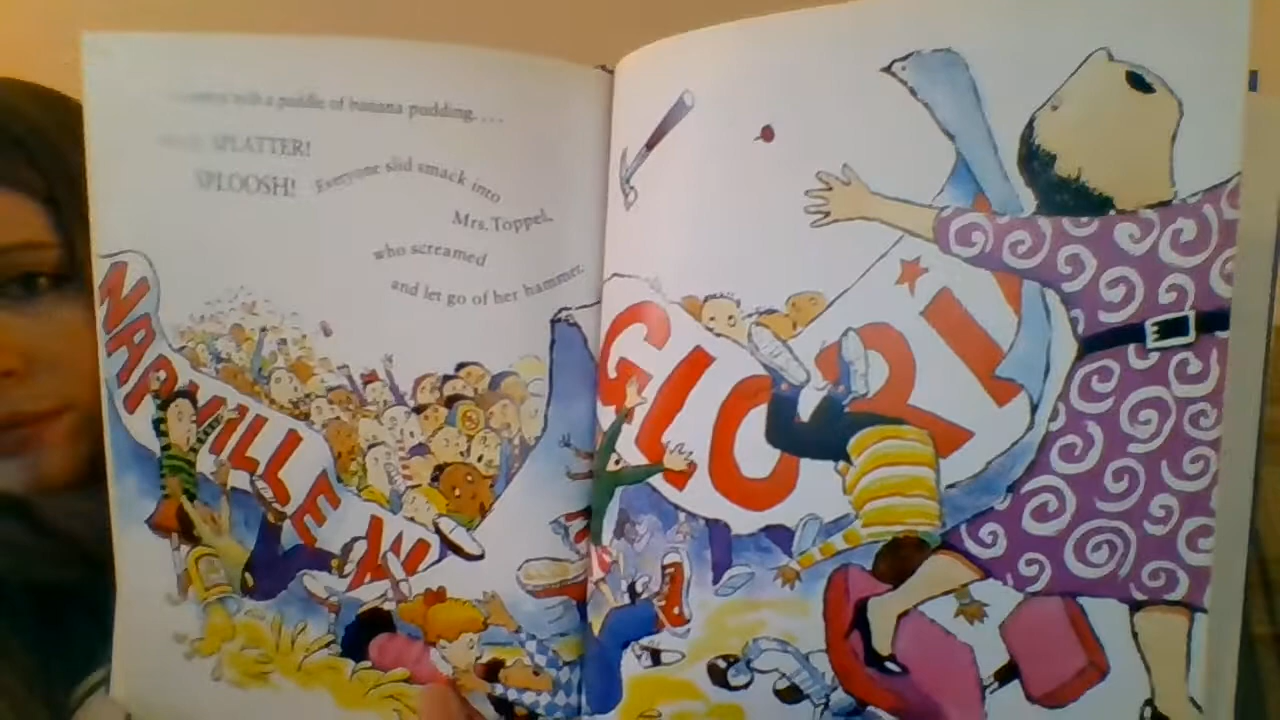 with a puddle of banana pudding. . . .
SPLATTER!
SPLOOSH! Everyone slid smack into
Mrs. Toppel,
who screamed
and let go of her hammer.
NAPVILLE
GLORI